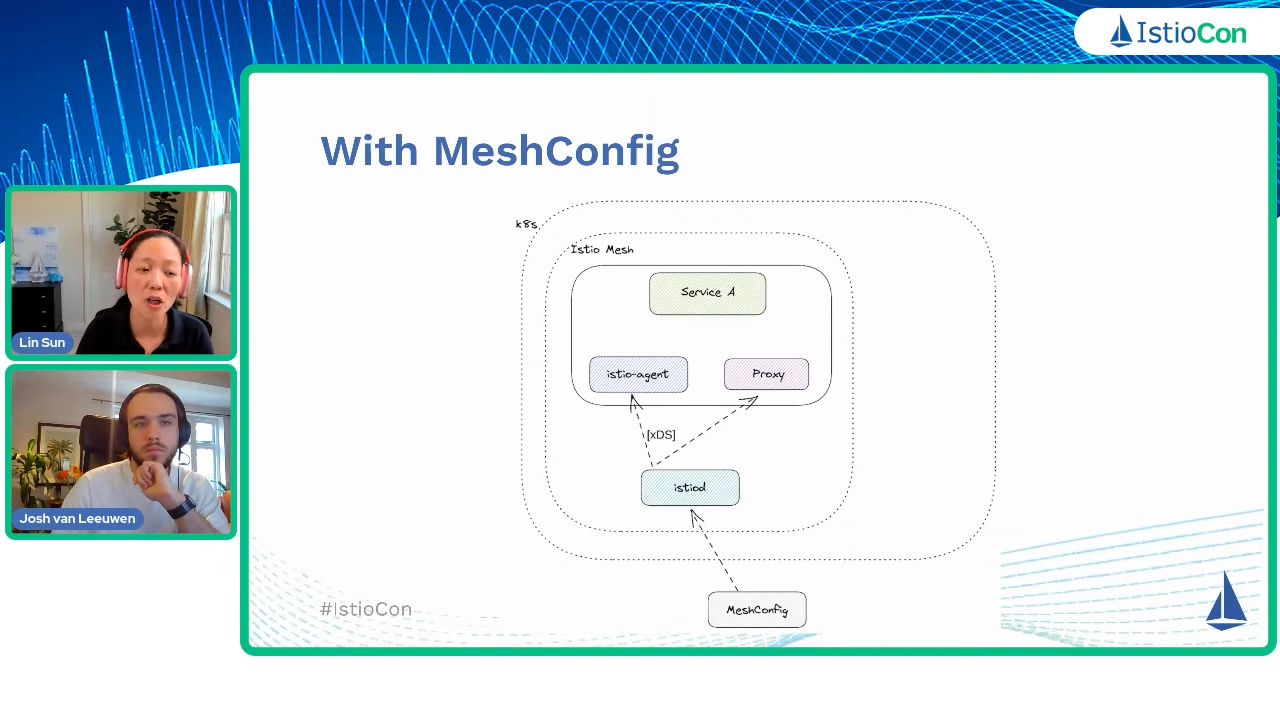 IstioCon
With MeshConfig
k8s
Istio Mesh
Service A
istio-agent
Proxy
[xDS]
istiod
MeshConfig
#IstioCon
Lin Sun
Josh van Leeuwen